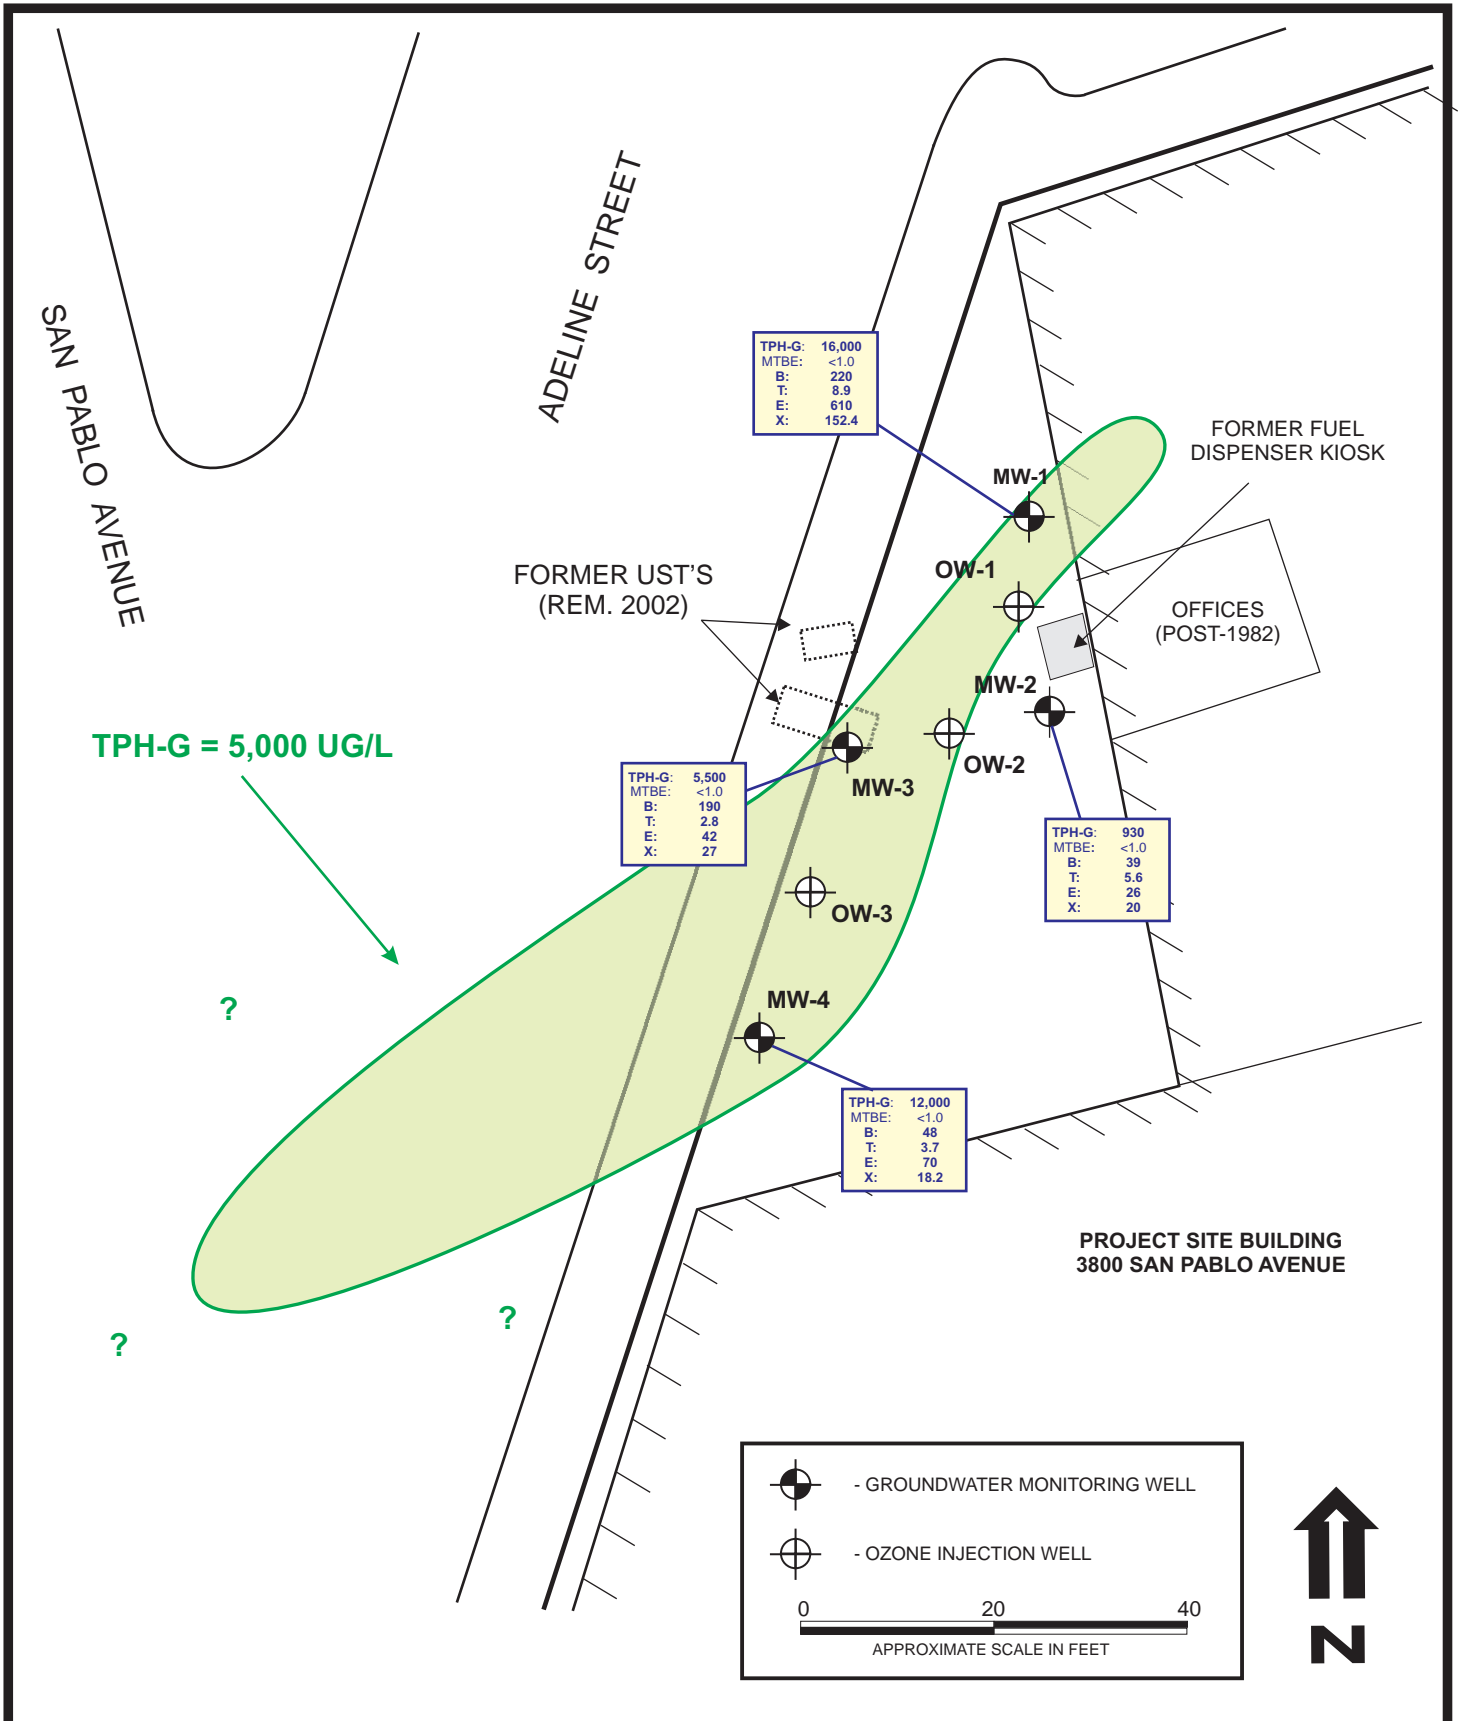 SAN PABLO AVENUE
ADELINE STREET
TPH-G: 16,000
MTBE: <1.0
B: 220
T: 8.9
E: 610
X: 152.4
FORMER FUEL
DISPENSER KIOSK
MW-1
OW-1
FORMER UST'S
(REM. 2002)
OFFICES
(POST-1982)
MW-2
TPH-G = 5,000 UG/L
OW-2
MW-3
TPH-G: 5,500
MTBE: <1.0
B: 190
T: 2.8
E: 42
X: 27
TPH-G: 930
MTBE: <1.0
B: 39
T: 5.6
E: 26
X: 20
OW-3
?
MW-4
TPH-G: 12,000
MTBE: <1.0
B: 48
T: 3.7
E: 70
X: 18.2
PROJECT SITE BUILDING
3800 SAN PABLO AVENUE
?
?
- GROUNDWATER MONITORING WELL
- OZONE INJECTION WELL
0 20 40
APPROXIMATE SCALE IN FEET
N